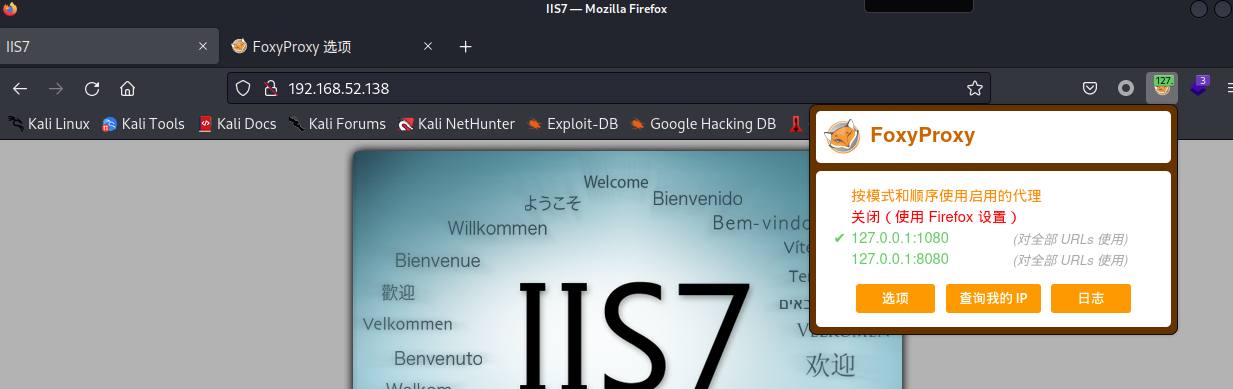 IIS7 — Mozilla Firefox
IIS7 × FoxyProxy 选项 × +
192.168.52.138
127.
3
Kali Linux Kali Tools Kali Docs Kali Forums Kali NetHunter Exploit-DB Google Hacking DB
FoxyProxy
按模式和顺序使用启用的代理
关闭（使用 Firefox 设置）
✔ 127.0.0.1:1080 (对全部 URLs 使用)
127.0.0.1:8080 (对全部 URLs 使用)
选项 查询我的 IP 日志
Welcome
ようこそ
Bienvenido
Willkommen
Bem-vindo
Bienvenue
歡迎
Velkommen
Benvenuto
IIS7
欢迎